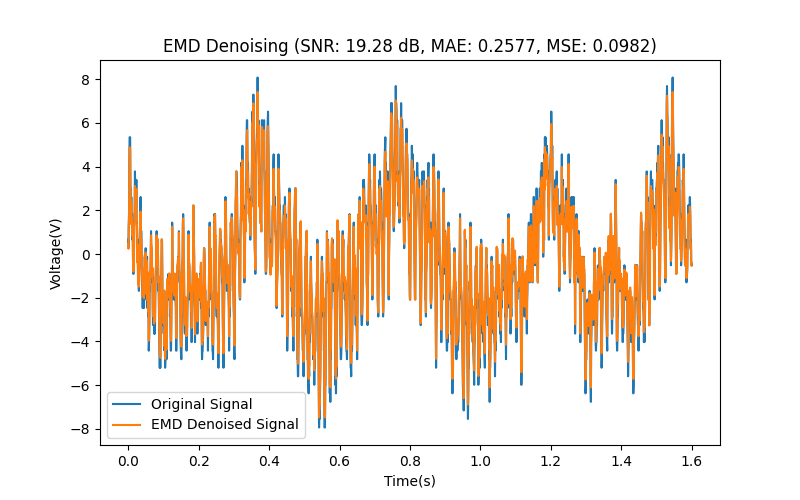 EMD Denoising (SNR: 19.28 dB, MAE: 0.2577, MSE: 0.0982)
Voltage(V)
8
6
4
2
0
−2
−4
−6
−8
Original Signal
EMD Denoised Signal
0.0 0.2 0.4 0.6 0.8 1.0 1.2 1.4 1.6
Time(s)